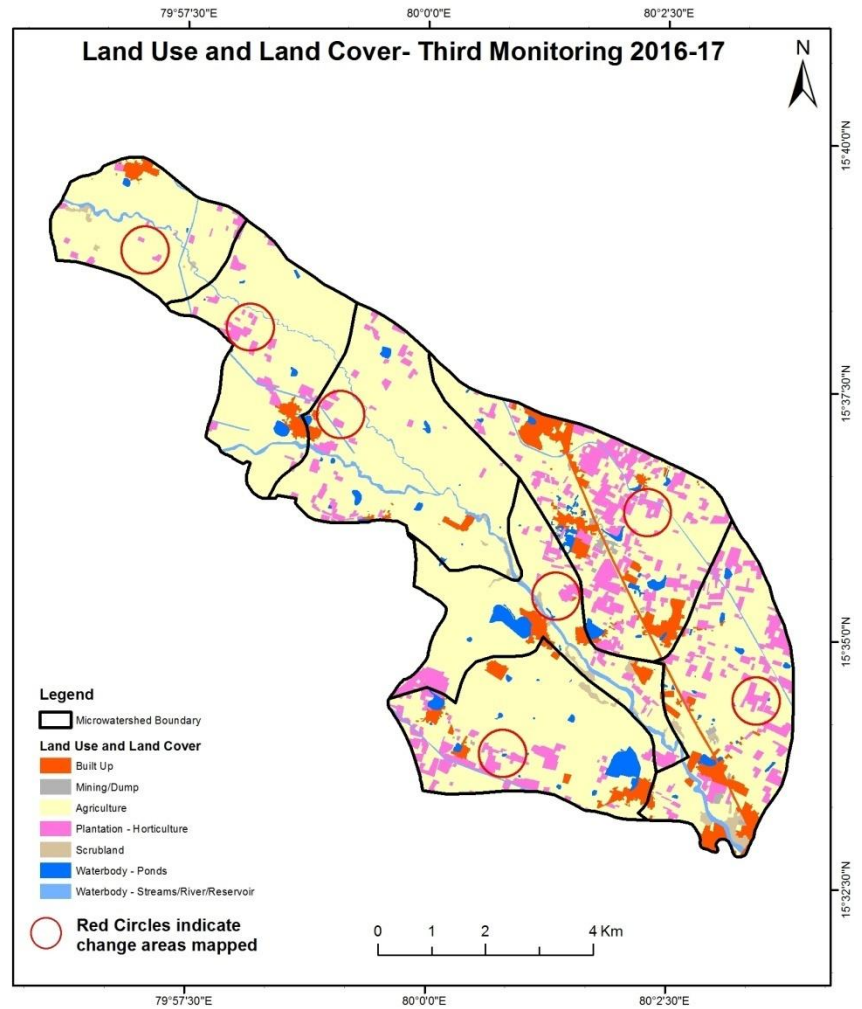 79°57'30"E
80°0'0"E
80°2'30"E
Land Use and Land Cover- Third Monitoring 2016-17
N
15°40'0"N
15°37'30"N
15°35'0"N
15°32'30"N
Legend
Microwatershed Boundary
Land Use and Land Cover
Built Up
Mining/Dump
Agriculture
Plantation - Horticulture
Scrubland
Waterbody - Ponds
Waterbody - Streams/River/Reservoir
Red Circles indicate
change areas mapped
0 1 2 4 Km
79°57'30"E
80°0'0"E
80°2'30"E